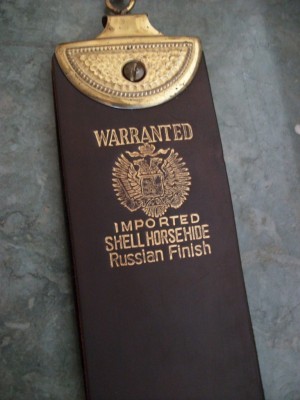 WARRANTED
IMPORTED
SHELL HORSEHIDE
Russian Finish